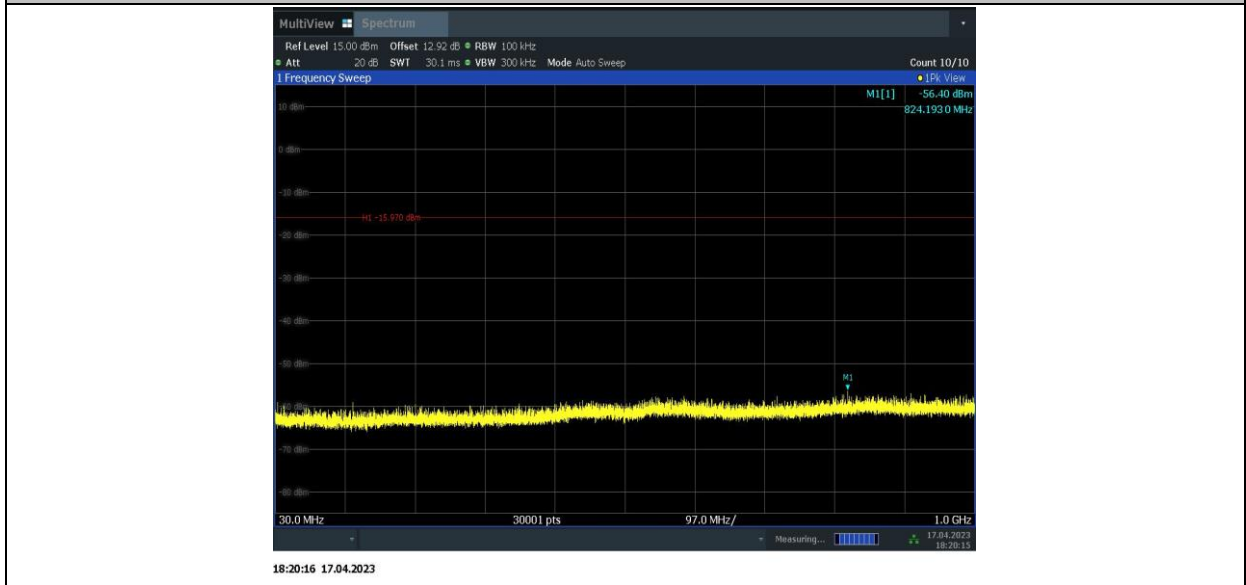 MultiView Spectrum
Ref Level 15.00 dBm Offset 12.92 dB RBW 100 kHz
Att 20 dB SWT 30.1 ms VBW 300 kHz Mode Auto Sweep Count 10/10
1 Frequency Sweep 1Pk View
M1[1] -56.40 dBm
824.1930 MHz
10 dBm
0 dBm
-10 dBm
H1 -15.970 dBm
-20 dBm
-30 dBm
-40 dBm
-50 dBm
M1
-60 dBm
-70 dBm
-80 dBm
30.0 MHz 30001 pts 97.0 MHz/ 1.0 GHz
Measuring... 17.04.2023
18:20:15
18:20:16 17.04.2023